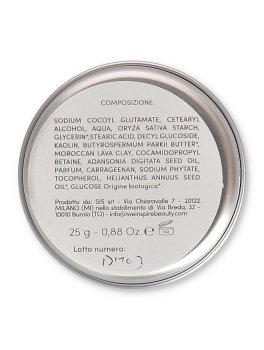 COMPOSIZIONE:
SODIUM COCOYL GLUTAMATE, CETEARYL
ALCOHOL, AQUA, ORYZA SATIVA STARCH,
GLYCERIN*,STEARIC ACID, DECYL GLUCOSIDE,
KAOLIN, BUTYROSPERMUM PARKII BUTTER*,
MOROCCAN LAVA CLAY, COCAMIDOPROPYL
BETAINE, ADANSONIA DIGITATA SEED OIL,
PARFUM, CARRAGEENAN, SODIUM PHYTATE,
TOCOPHEROL, HELIANTHUS ANNUUS SEED
OIL*, GLUCOSE Origine biologica*
Prodotto da: SIS srl - Via Chiaravalle 7 - 20122
MILANO (MI) nello stabilimento di Via Breda, 32 -
10010 Burolo (TO) - info@weinspirebeauty.com
25 g - 0,88 Oz. e
Lotto numero: